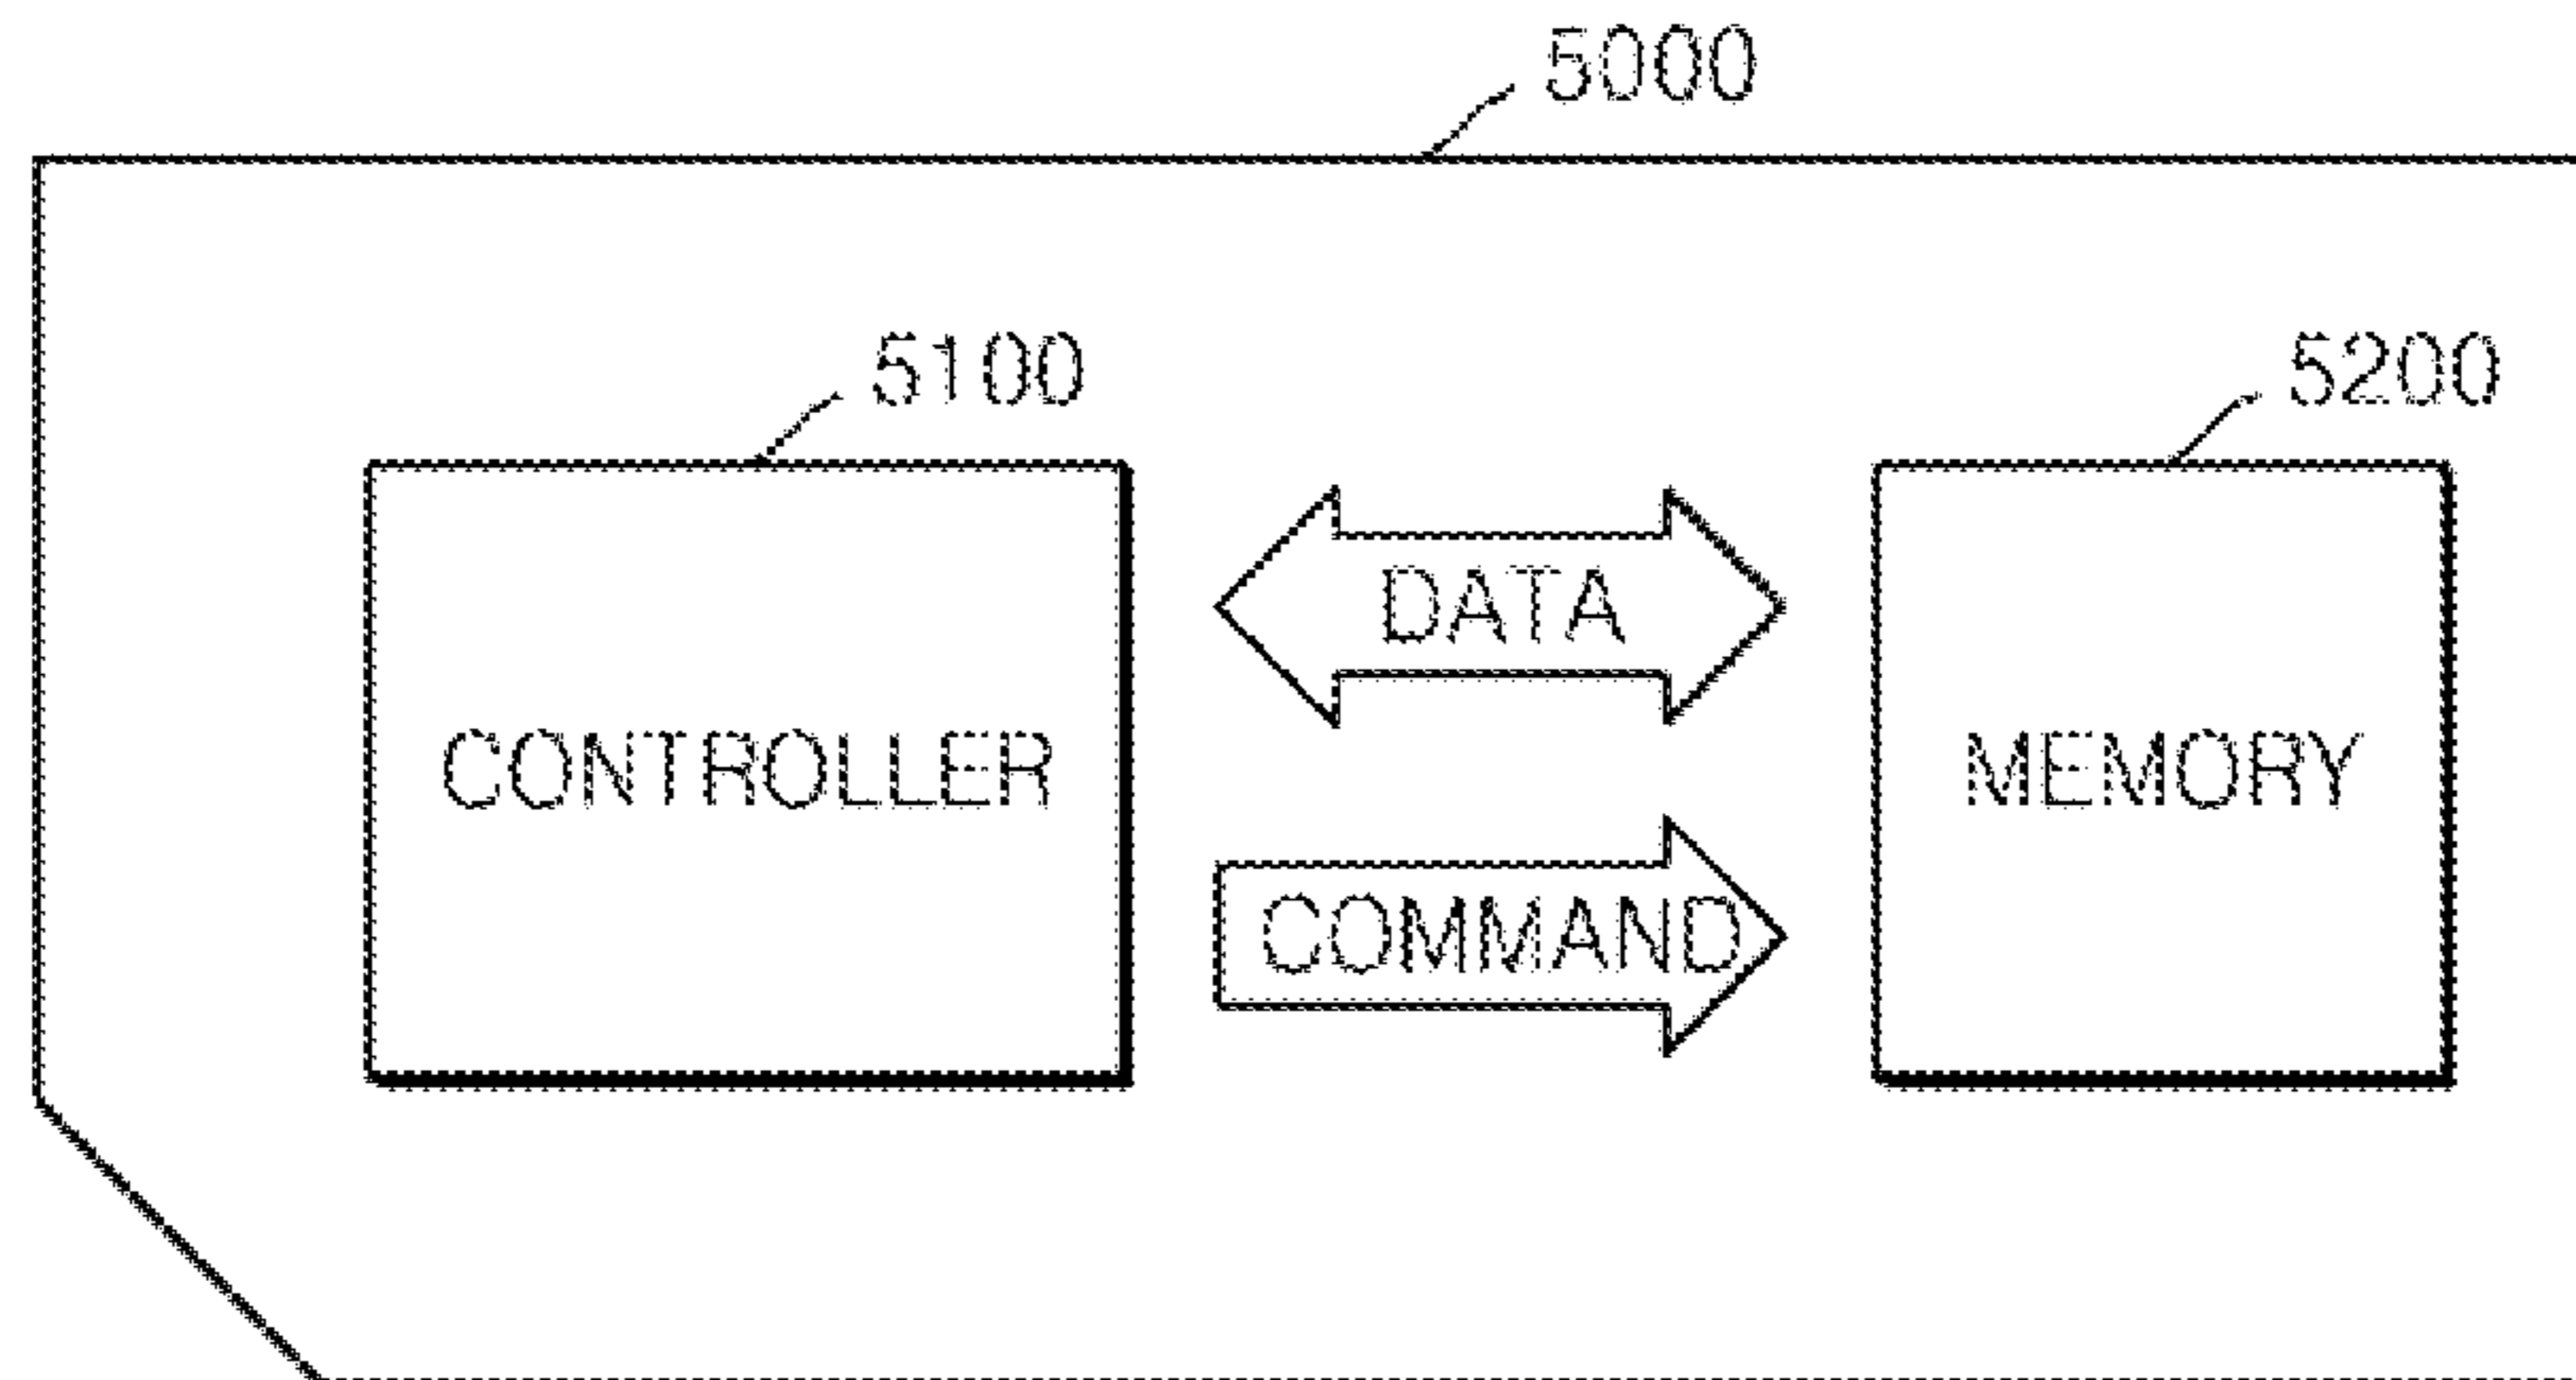 5000
5100
5200
DATA
CONTROLLER
MEMORY
COMMAND